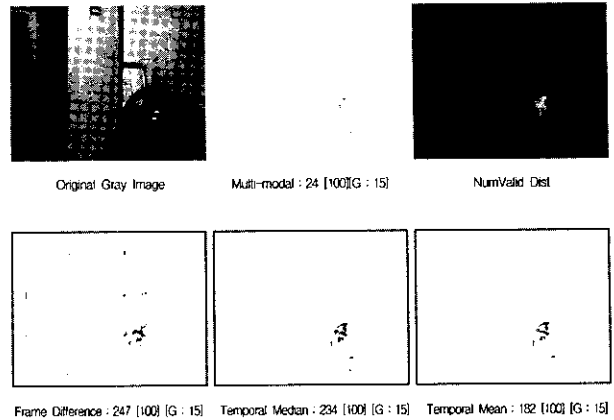 Original Gray Image
Multi-modal : 24 [100][G : 15]
NumValid Dist
Frame Difference : 247 [100] [G : 15]
Temporal Median : 234 [100] [G : 15]
Temporal Mean : 182 [100] [G : 15]